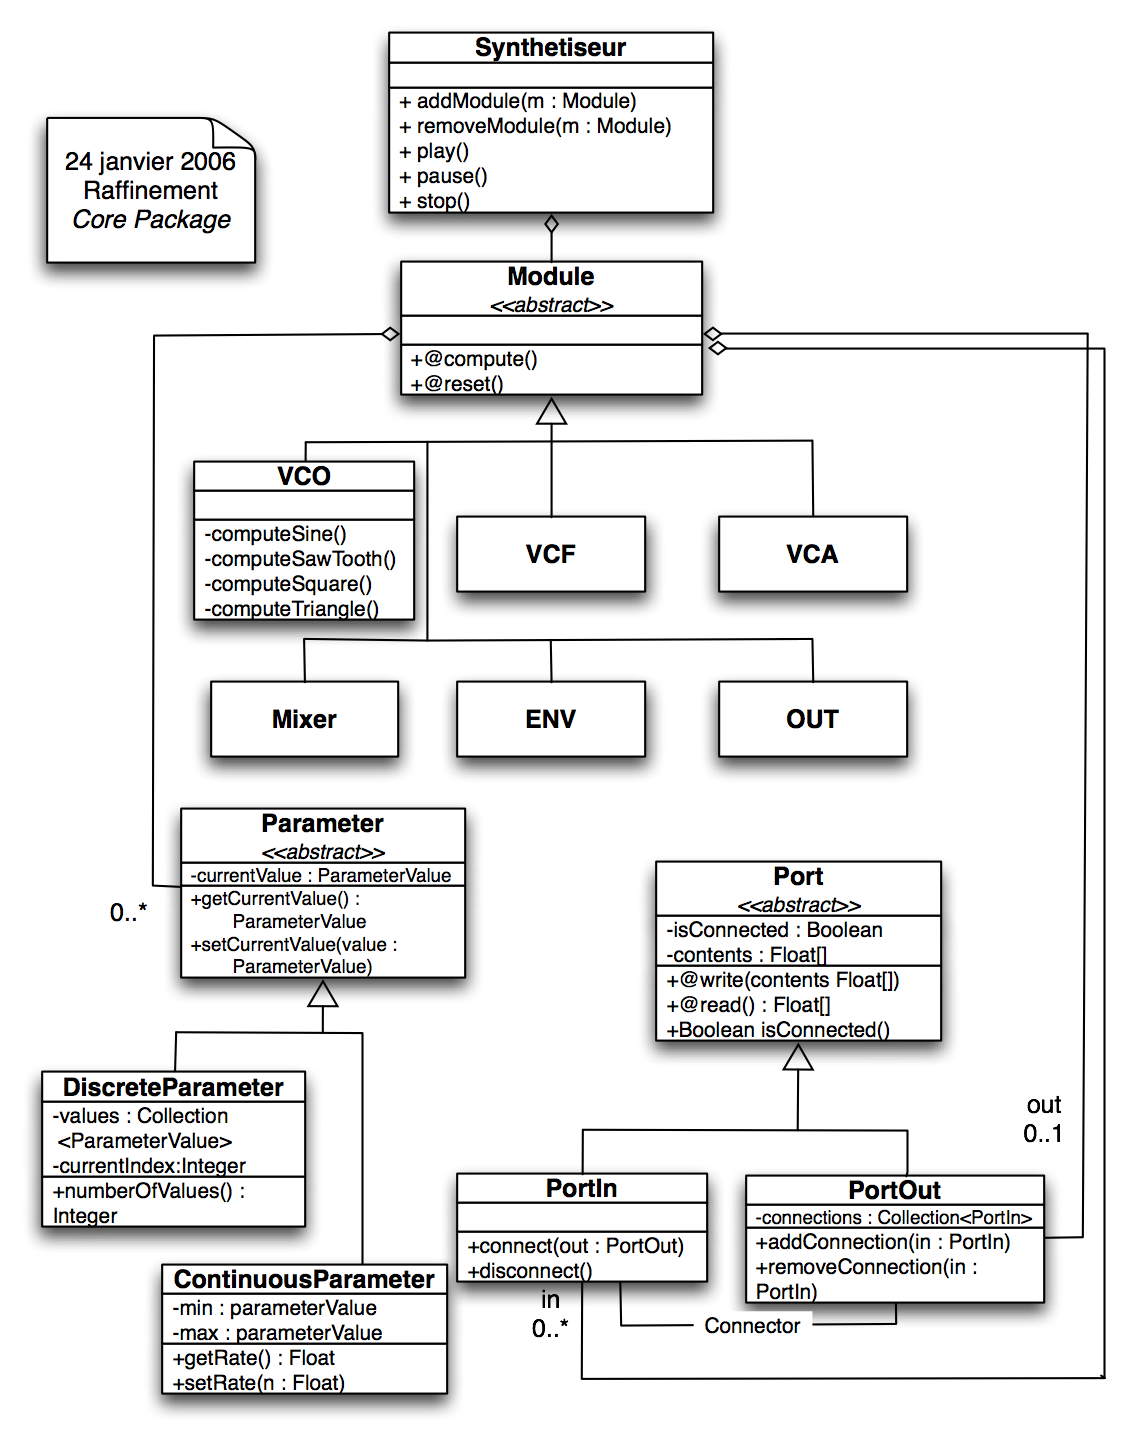 Synthetiseur
+ addModule(m : Module)
+ removeModule(m : Module)
+ play()
+ pause()
+ stop()
24 janvier 2006
Raffinement
Core Package
Module
<<abstract>>
+@compute()
+@reset()
VCO
-computeSine()
-computeSawTooth()
-computeSquare()
-computeTriangle()
VCF
VCA
Mixer
ENV
OUT
Parameter
<<abstract>>
-currentValue : ParameterValue
+getCurrentValue() :
ParameterValue
+setCurrentValue(value :
ParameterValue)
0..*
Port
<<abstract>>
-isConnected : Boolean
-contents : Float[]
+@write(contents Float[])
+@read() : Float[]
+Boolean isConnected()
DiscreteParameter
-values : Collection
<ParameterValue>
-currentIndex:Integer
+numberOfValues() :
Integer
out
0..1
PortIn
+connect(out : PortOut)
+disconnect()
PortOut
-connections : Collection<PortIn>
+addConnection(in : PortIn)
+removeConnection(in :
PortIn)
ContinuousParameter
-min : parameterValue
-max : parameterValue
+getRate() : Float
+setRate(n : Float)
in
0..*
Connector